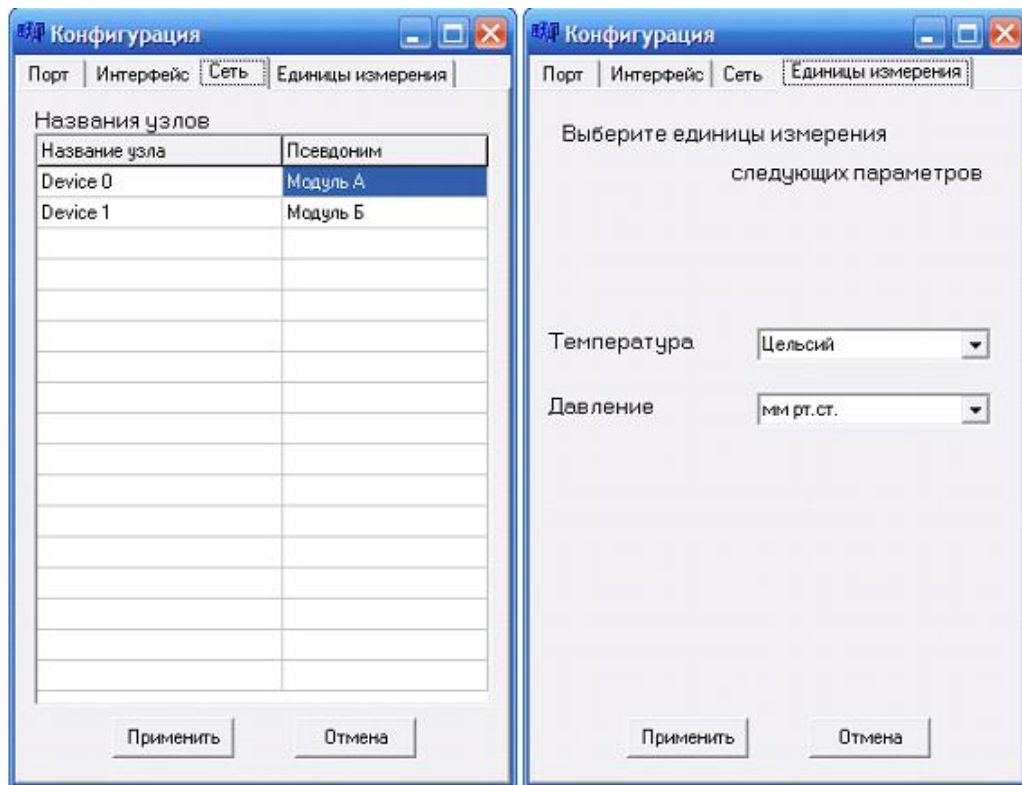 Конфигурация
Порт Интерфейс Сеть Единицы измерения
Названия узлов
Название узла Псевдоним
Device 0 Модуль А
Device 1 Модуль Б
Применить Отмена
Конфигурация
Порт Интерфейс Сеть Единицы измерения
Выберите единицы измерения
следующих параметров
Температура Цельсий
Давление мм рт.ст.
Применить Отмена